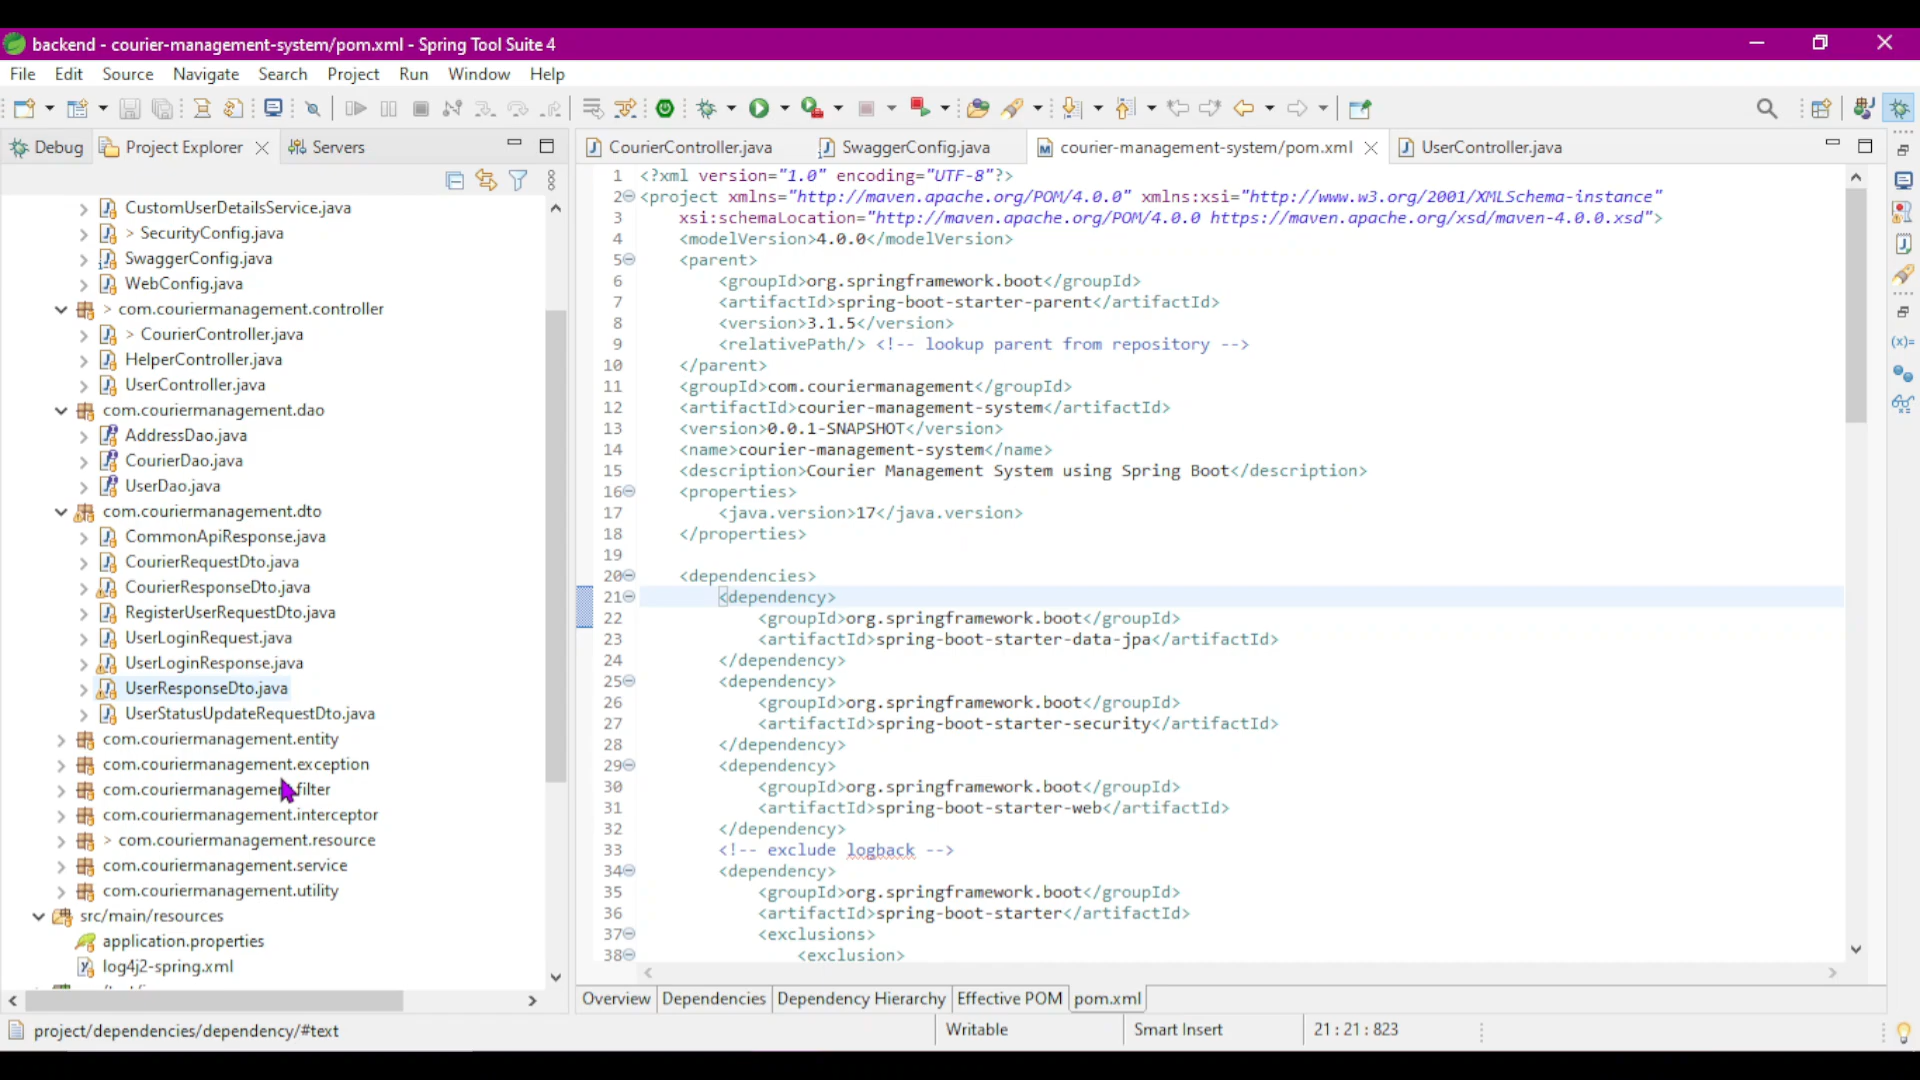 backend - courier-management-system/pom.xml - Spring Tool Suite 4
File Edit Source Navigate Search Project Run Window Help
Debug Project Explorer Servers
CustomUserDetailsService.java
> SecurityConfig.java
SwaggerConfig.java
WebConfig.java
> com.couriermanagement.controller
> CourierController.java
HelperController.java
UserController.java
com.couriermanagement.dao
AddressDao.java
CourierDao.java
UserDao.java
com.couriermanagement.dto
CommonApiResponse.java
CourierRequestDto.java
CourierResponseDto.java
RegisterUserRequestDto.java
UserLoginRequest.java
UserLoginResponse.java
UserResponseDto.java
UserStatusUpdateRequestDto.java
com.couriermanagement.entity
com.couriermanagement.exception
com.couriermanagement.filter
com.couriermanagement.interceptor
> com.couriermanagement.resource
com.couriermanagement.service
com.couriermanagement.utility
src/main/resources
application.properties
log4j2-spring.xml
CourierController.java SwaggerConfig.java courier-management-system/pom.xml UserController.java
1 <?xml version="1.0" encoding="UTF-8"?>
2 <project xmlns="http://maven.apache.org/POM/4.0.0" xmlns:xsi="http://www.w3.org/2001/XMLSchema-instance"
3 xsi:schemaLocation="http://maven.apache.org/POM/4.0.0 https://maven.apache.org/xsd/maven-4.0.0.xsd">
4 <modelVersion>4.0.0</modelVersion>
5 <parent>
6 <groupId>org.springframework.boot</groupId>
7 <artifactId>spring-boot-starter-parent</artifactId>
8 <version>3.1.5</version>
9 <relativePath/> <!-- lookup parent from repository -->
10 </parent>
11 <groupId>com.couriermanagement</groupId>
12 <artifactId>courier-management-system</artifactId>
13 <version>0.0.1-SNAPSHOT</version>
14 <name>courier-management-system</name>
15 <description>Courier Management System using Spring Boot</description>
16 <properties>
17 <java.version>17</java.version>
18 </properties>
19
20 <dependencies>
21 <dependency>
22 <groupId>org.springframework.boot</groupId>
23 <artifactId>spring-boot-starter-data-jpa</artifactId>
24 </dependency>
25 <dependency>
26 <groupId>org.springframework.boot</groupId>
27 <artifactId>spring-boot-starter-security</artifactId>
28 </dependency>
29 <dependency>
30 <groupId>org.springframework.boot</groupId>
31 <artifactId>spring-boot-starter-web</artifactId>
32 </dependency>
33 <!-- exclude logback -->
34 <dependency>
35 <groupId>org.springframework.boot</groupId>
36 <artifactId>spring-boot-starter</artifactId>
37 <exclusions>
38 <exclusion>
Overview Dependencies Dependency Hierarchy Effective POM pom.xml
project/dependencies/dependency/#text Writable Smart Insert 21 : 21 : 823